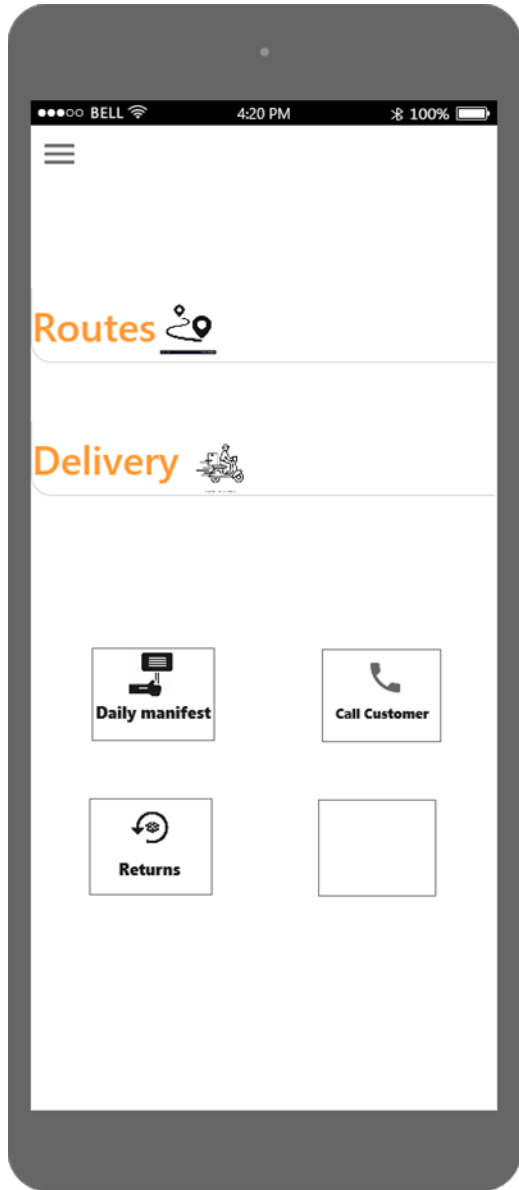 BELL 4:20 PM 100%
Routes
Delivery
Daily manifest
Call Customer
Returns